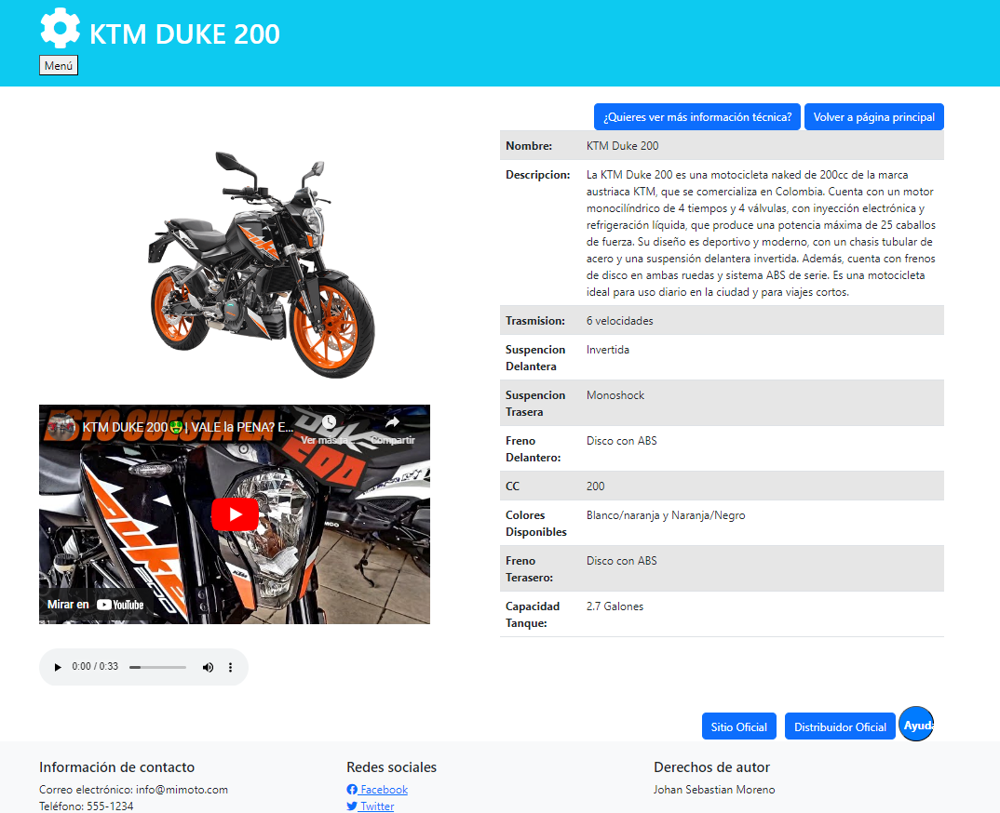 KTM DUKE 200
Menú
¿Quieres ver más información técnica?
Volver a página principal
Nombre: KTM Duke 200
Descripcion: La KTM Duke 200 es una motocicleta naked de 200cc de la marca
austriaca KTM, que se comercializa en Colombia. Cuenta con un motor
monocilíndrico de 4 tiempos y 4 válvulas, con inyección electrónica y
refrigeración líquida, que produce una potencia máxima de 25 caballos
de fuerza. Su diseño es deportivo y moderno, con un chasis tubular de
acero y una suspensión delantera invertida. Además, cuenta con frenos
de disco en ambas ruedas y sistema ABS de serie. Es una motocicleta
ideal para uso diario en la ciudad y para viajes cortos.
Trasmision: 6 velocidades
Suspencion Invertida
Delantera
Suspencion Monoshock
Trasera
Freno Disco con ABS
Delantero:
CC 200
Colores Blanco/naranja y Naranja/Negro
Disponibles
Freno Disco con ABS
Terasero:
Capacidad 2.7 Galones
Tanque:
DUKE
ESTO CUESTA LA
KTM DUKE 200🤑| VALE la PENA? E...
Ver más ta...
Compartir
DUKE
200
KTM
Mirar en YouTube
0:00 / 0:33
Sitio Oficial
Distribuidor Oficial
Ayuda
Información de contacto
Correo electrónico: info@mimoto.com
Teléfono: 555-1234
Redes sociales
Facebook
Twitter
Derechos de autor
Johan Sebastian Moreno